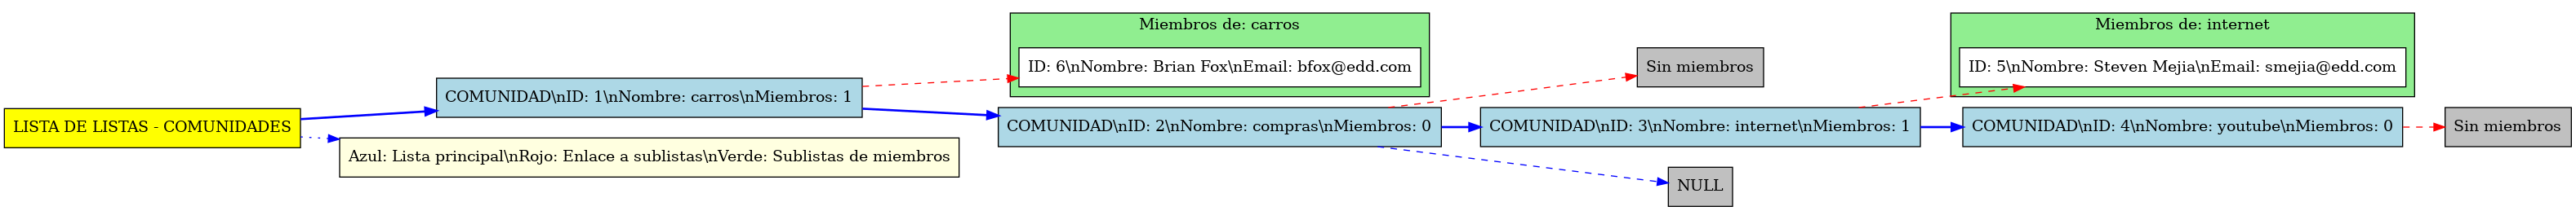 LISTA DE LISTAS - COMUNIDADES
Azul: Lista principal\nRojo: Enlace a sublistas\nVerde: Sublistas de miembros
COMUNIDAD\nID: 1\nNombre: carros\nMiembros: 1
Miembros de: carros
ID: 6\nNombre: Brian Fox\nEmail: bfox@edd.com
COMUNIDAD\nID: 2\nNombre: compras\nMiembros: 0
Sin miembros
NULL
COMUNIDAD\nID: 3\nNombre: internet\nMiembros: 1
Miembros de: internet
ID: 5\nNombre: Steven Mejia\nEmail: smejia@edd.com
COMUNIDAD\nID: 4\nNombre: youtube\nMiembros: 0
Sin miembros